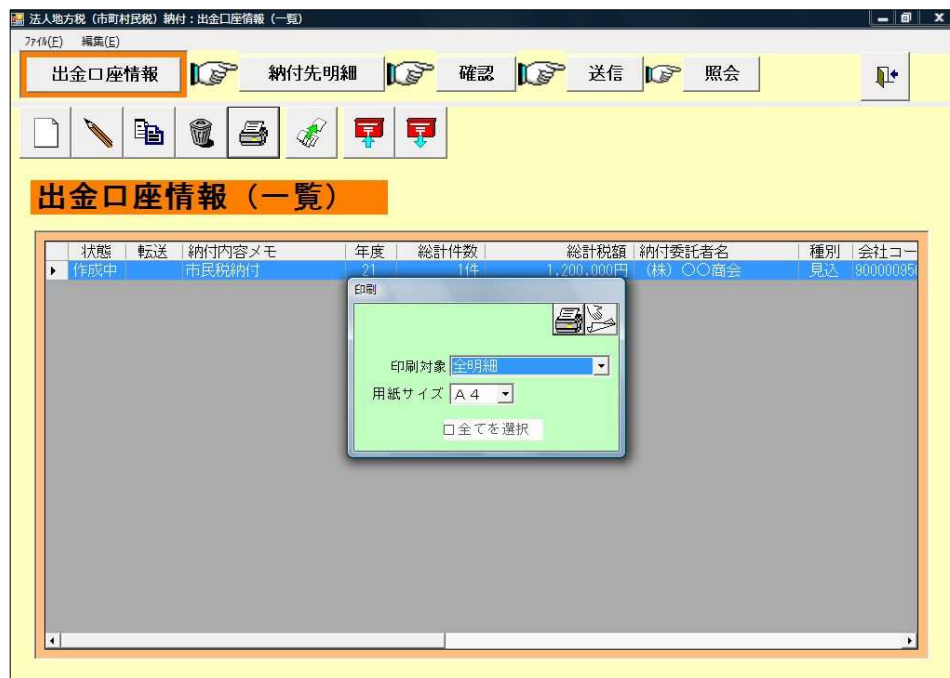 法人地方税（市町村民税）納付：出金口座情報（一覧）
ﾌｧｲﾙ(F) 編集(E)
出金口座情報 納付先明細 確認 送信 照会
出金口座情報（一覧）
状態 転送 納付内容メモ 年度 総計件数 総計税額 納付委託者名 種別 会社コー
作成中 市民税納付 21 1件 1,200,000円 （株）〇〇商会 見込 90000095
印刷
印刷対象 全明細
用紙サイズ Ａ４
全てを選択